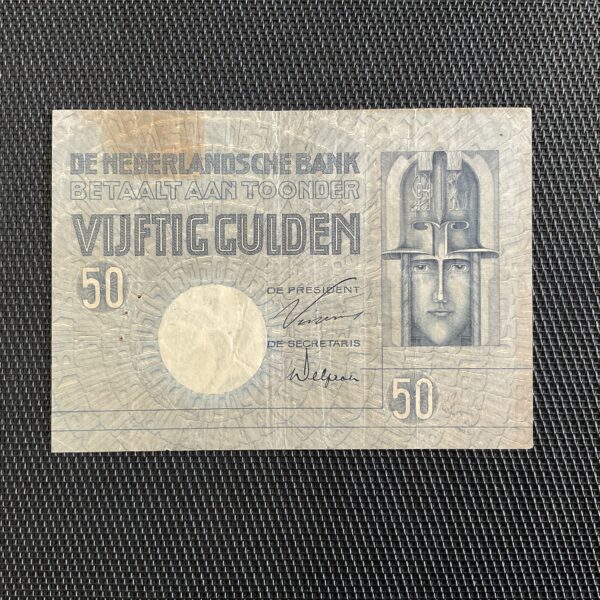 DE NEDERLANDSCHE BANK
BETAALT AAN TOONDER
VIJFTIG GULDEN
50
DE PRESIDENT
DE SECRETARIS
50